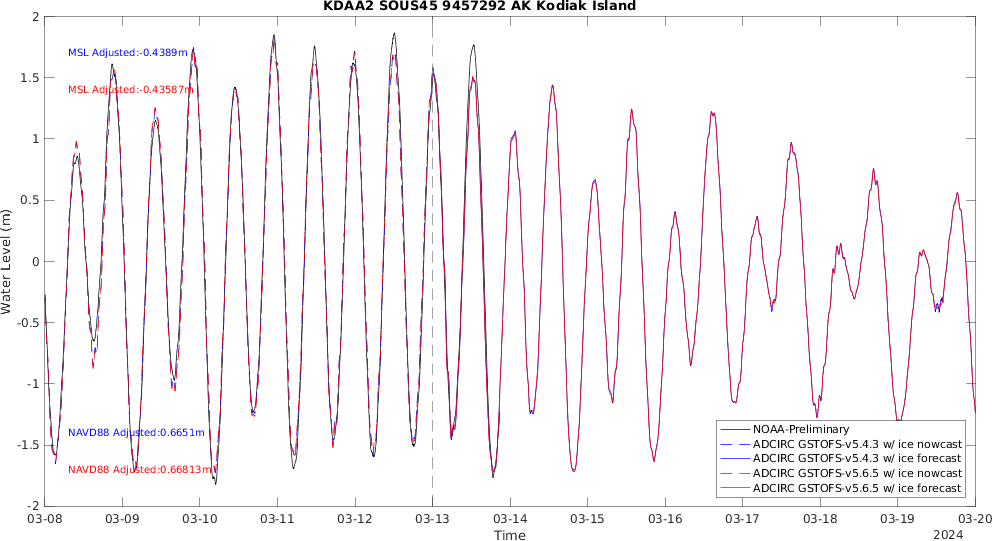 KDAA2 SOUS45 9457292 AK Kodiak Island
2
1.5
1
0.5
0
-0.5
-1
-1.5
-2
Water Level (m)
MSL Adjusted:-0.4389m
MSL Adjusted:-0.43587m
NAVD88 Adjusted:0.6651m
NAVD88 Adjusted:0.66813m
NOAA-Preliminary
ADCIRC GSTOFS-v5.4.3 w/ ice nowcast
ADCIRC GSTOFS-v5.4.3 w/ ice forecast
ADCIRC GSTOFS-v5.6.5 w/ ice nowcast
ADCIRC GSTOFS-v5.6.5 w/ ice forecast
03-08 03-09 03-10 03-11 03-12 03-13 03-14 03-15 03-16 03-17 03-18 03-19 03-20
Time
2024